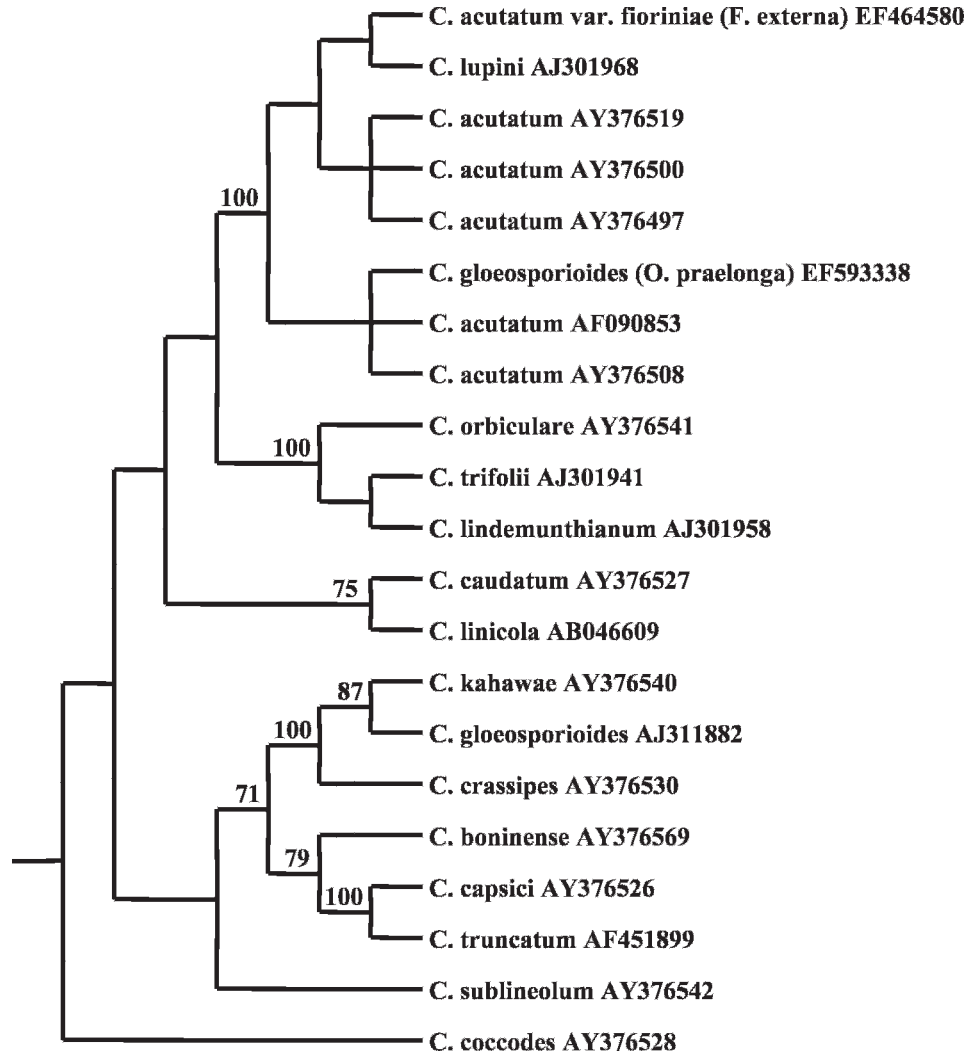 C. acutatum var. fioriniae (F. externa) EF464580
C. lupini AJ301968
C. acutatum AY376519
C. acutatum AY376500
100
C. acutatum AY376497
C. gloeosporioides (O. praelonga) EF593338
C. acutatum AF090853
C. acutatum AY376508
C. orbiculare AY376541
100
C. trifolii AJ301941
C. lindemunthianum AJ301958
C. caudatum AY376527
75
C. linicola AB046609
C. kahawae AY376540
87
C. gloeosporioides AJ311882
100
C. crassipes AY376530
71
C. boninense AY376569
79
C. capsici AY376526
100
C. truncatum AF451899
C. sublineolum AY376542
C. coccodes AY376528